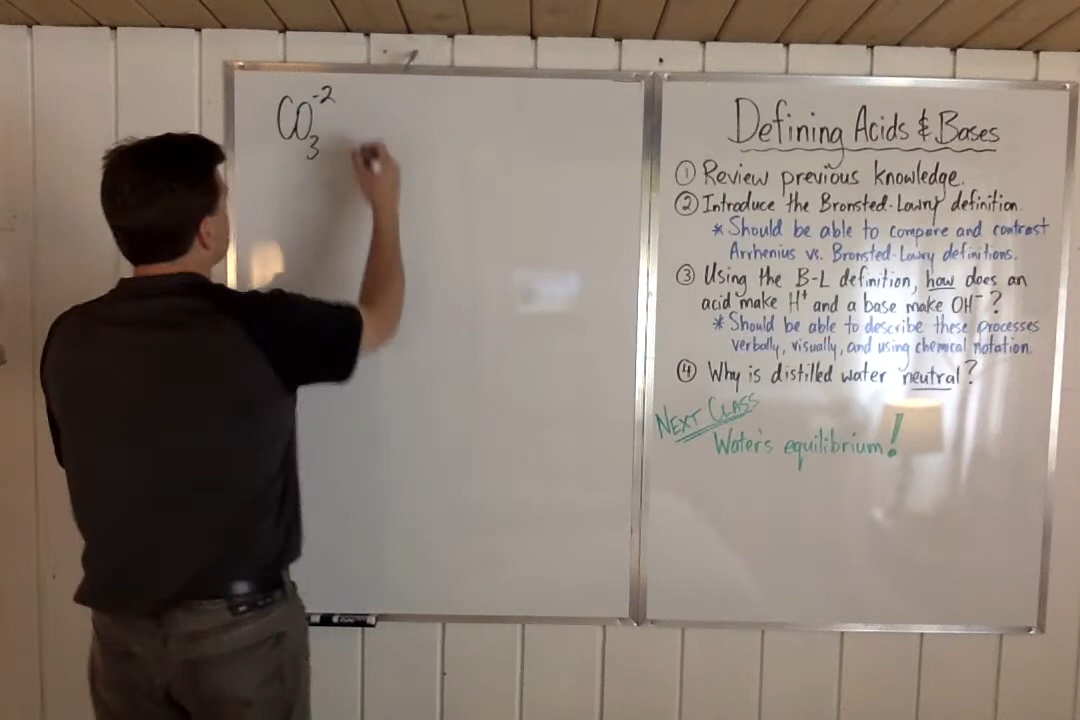 CO₃⁻²
Defining Acids & Bases
① Review previous knowledge.
② Introduce the Bronsted-Lowry definition.
* Should be able to compare and contrast
Arrhenius vs. Bronsted-Lowry definitions.
③ Using the B-L definition, how does an
acid make H⁺ and a base make OH⁻?
* Should be able to describe these processes
verbally, visually, and using chemical notation.
④ Why is distilled water neutral?
NEXT CLASS
Water's equilibrium!